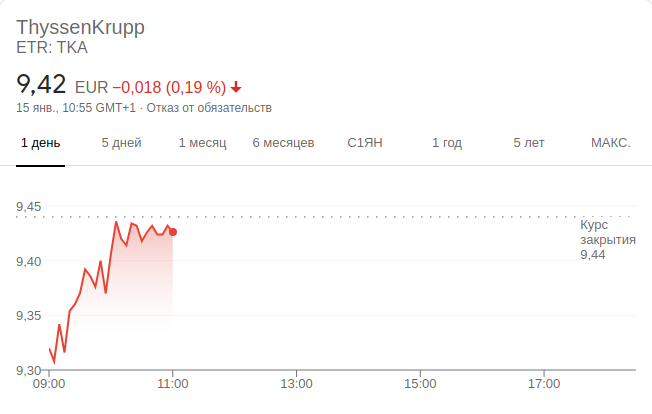 ThyssenKrupp
ETR: TKA
9,42 EUR −0,018 (0,19 %)
15 янв., 10:55 GMT+1 · Отказ от обязательств
1 день 5 дней 1 месяц 6 месяцев С1ЯН 1 год 5 лет МАКС.
9,45
Курс
закрытия
9,44
9,40
9,35
9,30
09:00 11:00 13:00 15:00 17:00